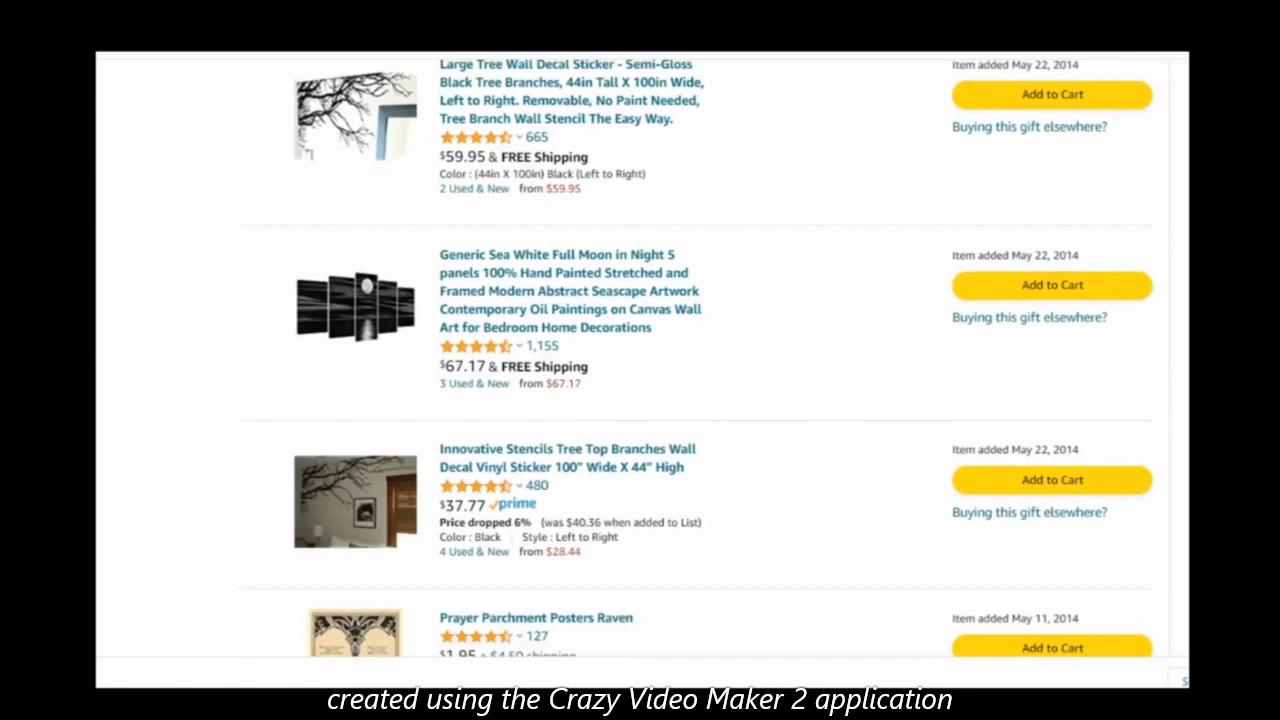 Large Tree Wall Decal Sticker - Semi-Gloss
Black Tree Branches, 44in Tall X 100in Wide,
Left to Right. Removable, No Paint Needed,
Tree Branch Wall Stencil The Easy Way.
665
$59.95 & FREE Shipping
Color : (44in X 100in) Black (Left to Right)
2 Used & New from $59.95
Item added May 22, 2014
Add to Cart
Buying this gift elsewhere?
Generic Sea White Full Moon in Night 5
panels 100% Hand Painted Stretched and
Framed Modern Abstract Seascape Artwork
Contemporary Oil Paintings on Canvas Wall
Art for Bedroom Home Decorations
1,155
$67.17 & FREE Shipping
3 Used & New from $67.17
Item added May 22, 2014
Add to Cart
Buying this gift elsewhere?
Innovative Stencils Tree Top Branches Wall
Decal Vinyl Sticker 100" Wide X 44" High
480
$37.77 prime
Price dropped 6% (was $40.36 when added to List)
Color : Black Style : Left to Right
4 Used & New from $28.44
Item added May 22, 2014
Add to Cart
Buying this gift elsewhere?
Prayer Parchment Posters Raven
127
$1.95 + $4.50 shipping
Item added May 11, 2014
Add to Cart
created using the Crazy Video Maker 2 application